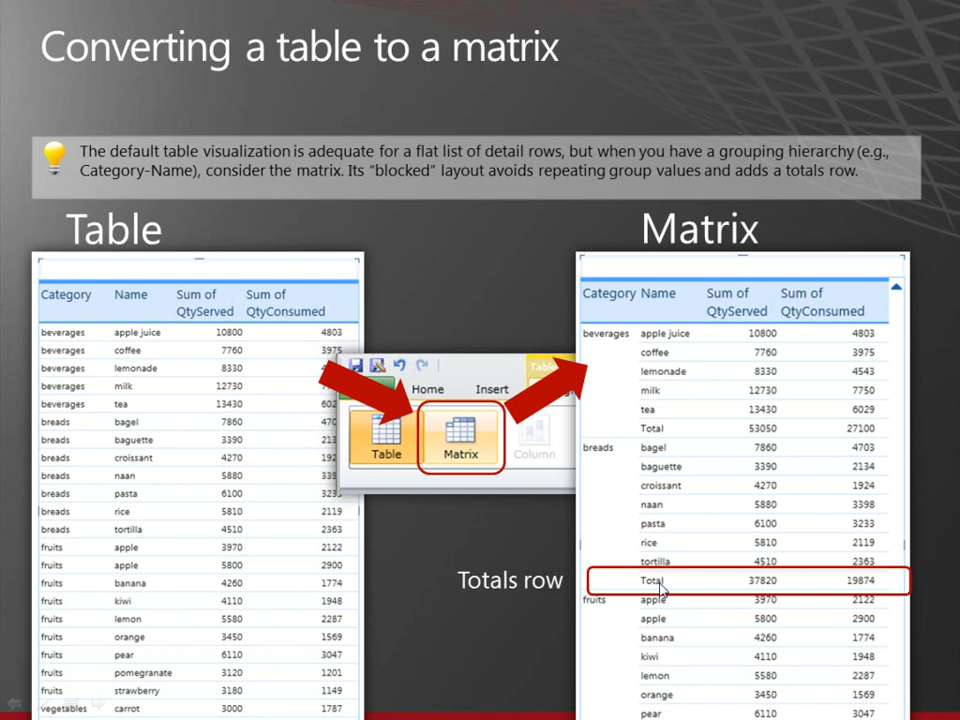 Converting a table to a matrix
The default table visualization is adequate for a flat list of detail rows, but when you have a grouping hierarchy (e.g.,
Category-Name), consider the matrix. Its “blocked” layout avoids repeating group values and adds a totals row.
Table
Category Name Sum of QtyServed Sum of QtyConsumed
beverages apple juice 10800 4803
beverages coffee 7760 3975
beverages lemonade 8330
beverages milk 12730
beverages tea 13430
breads bagel 7860
breads baguette 3390
breads croissant 4270
breads naan 5880
breads pasta 6100
breads rice 5810 2119
breads tortilla 4510 2363
fruits apple 3970 2122
fruits apple 5800 2900
fruits banana 4260 1774
fruits kiwi 4110 1948
fruits lemon 5580 2287
fruits orange 3450 1569
fruits pear 6110 3047
fruits pomegranate 3120 1201
fruits strawberry 3180 1149
vegetables carrot 3000 1787
Home Insert
Table Matrix Column
Totals row
Matrix
Category Name Sum of QtyServed Sum of QtyConsumed
beverages apple juice 10800 4803
coffee 7760 3975
lemonade 8330 4543
milk 12730 7750
tea 13430 6029
Total 53050 27100
breads bagel 7860 4703
baguette 3390 2134
croissant 4270 1924
naan 5880 3398
pasta 6100 3233
rice 5810 2119
tortilla 4510 2363
Total 37820 19874
fruits apple 3970 2122
apple 5800 2900
banana 4260 1774
kiwi 4110 1948
lemon 5580 2287
orange 3450 1569
pear 6110 3047